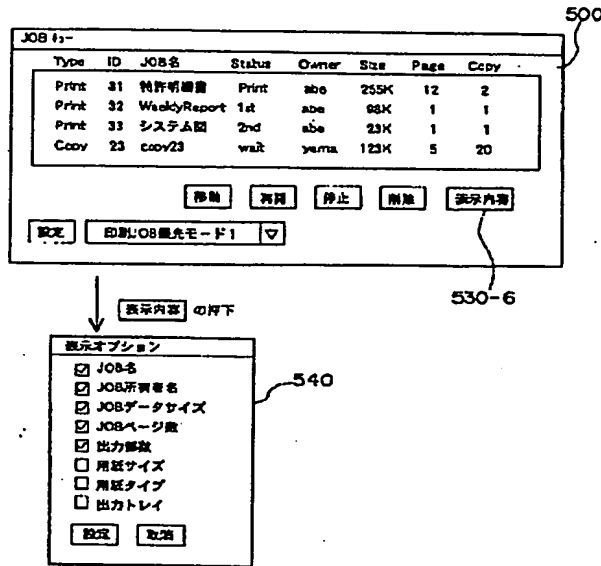 500
JOBキュー
Type ID JOB名 Status Owner Size Page Copy
Print 31 特許明細書 Print abe 255K 12 2
Print 32 WeeklyReport 1st abe 98K 1 1
Print 33 システム図 2nd abe 23K 1 1
Copy 23 copy23 wait yama 123K 5 20
移動 再開 停止 削除 表示内容
設定 印刷JOB優先モード1 ▽
530-6
表示内容 の押下
表示オプション
☑ JOB名
540
☑ JOB所有者名
☑ JOBデータサイズ
☑ JOBページ数
☑ 出力部数
☐ 用紙サイズ
☐ 用紙タイプ
☐ 出力トレイ
設定 取消